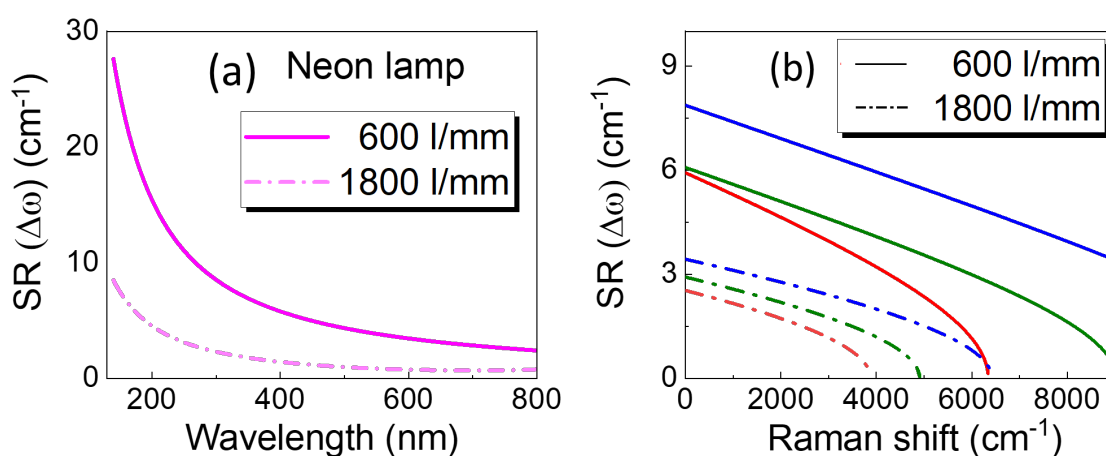 (a) Neon lamp
600 l/mm
1800 l/mm
30
20
10
0
SR (Δω) (cm⁻¹)
200 400 600 800
Wavelength (nm)
(b)
600 l/mm
1800 l/mm
9
6
3
0
SR (Δω) (cm⁻¹)
0 2000 4000 6000 8000
Raman shift (cm⁻¹)